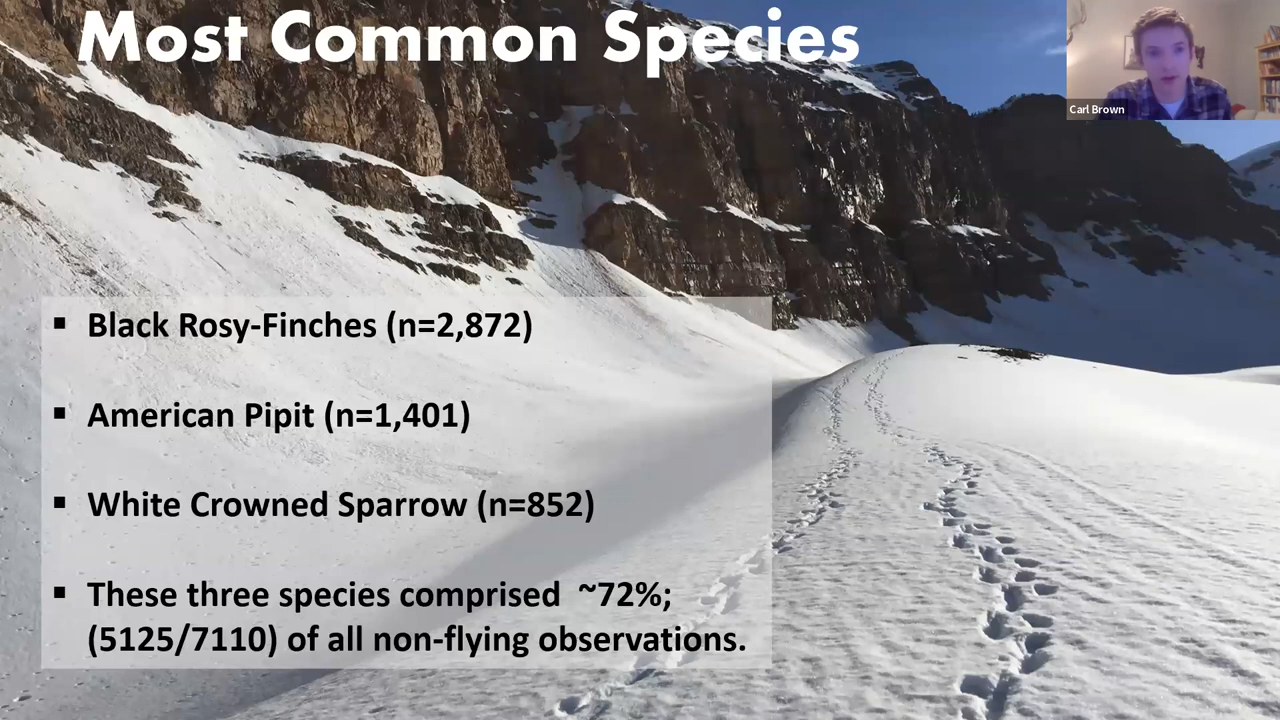 Most Common Species
Carl Brown
▪ Black Rosy-Finches (n=2,872)
▪ American Pipit (n=1,401)
▪ White Crowned Sparrow (n=852)
▪ These three species comprised ~72%;
(5125/7110) of all non-flying observations.